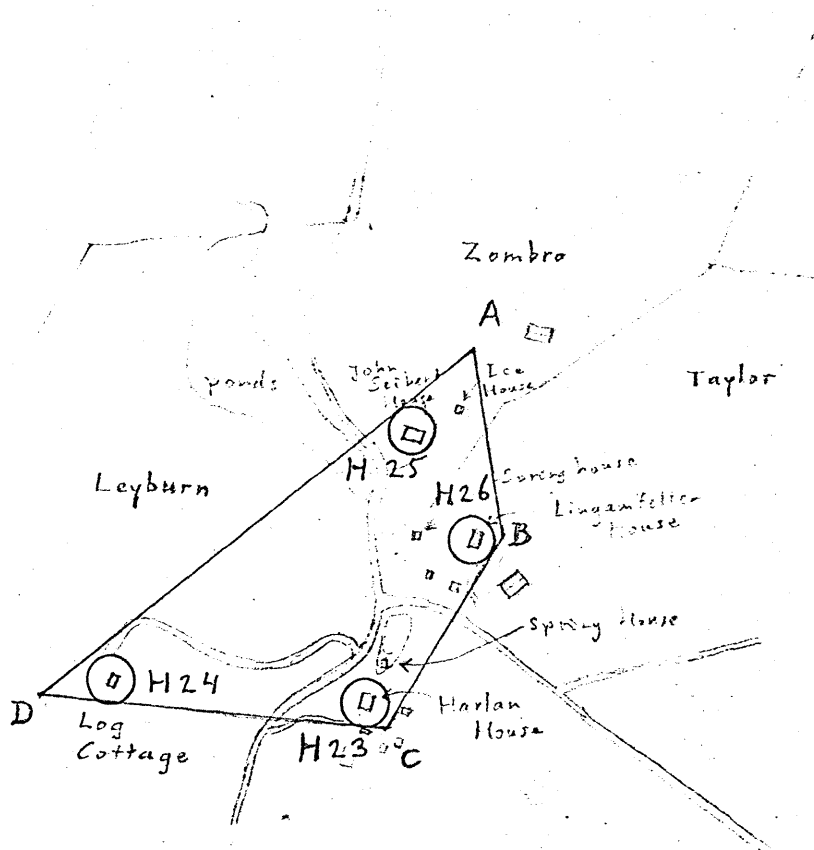 Zombro
A
ponds
John
Seibert
House
Ice
House
Taylor
H 25
Leyburn
Spring house
H26
Lingamfelter
House
B
Spring House
H24
D
Log
Cottage
Harlan
House
H23
C